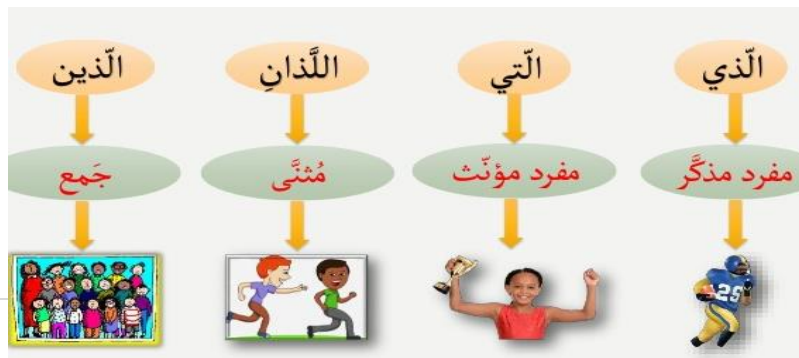 الّذي
الّتي
اللَّذانِ
الّذين
مفرد مذكَّر
مفرد مؤنّث
مُثنَّى
جَمع
25